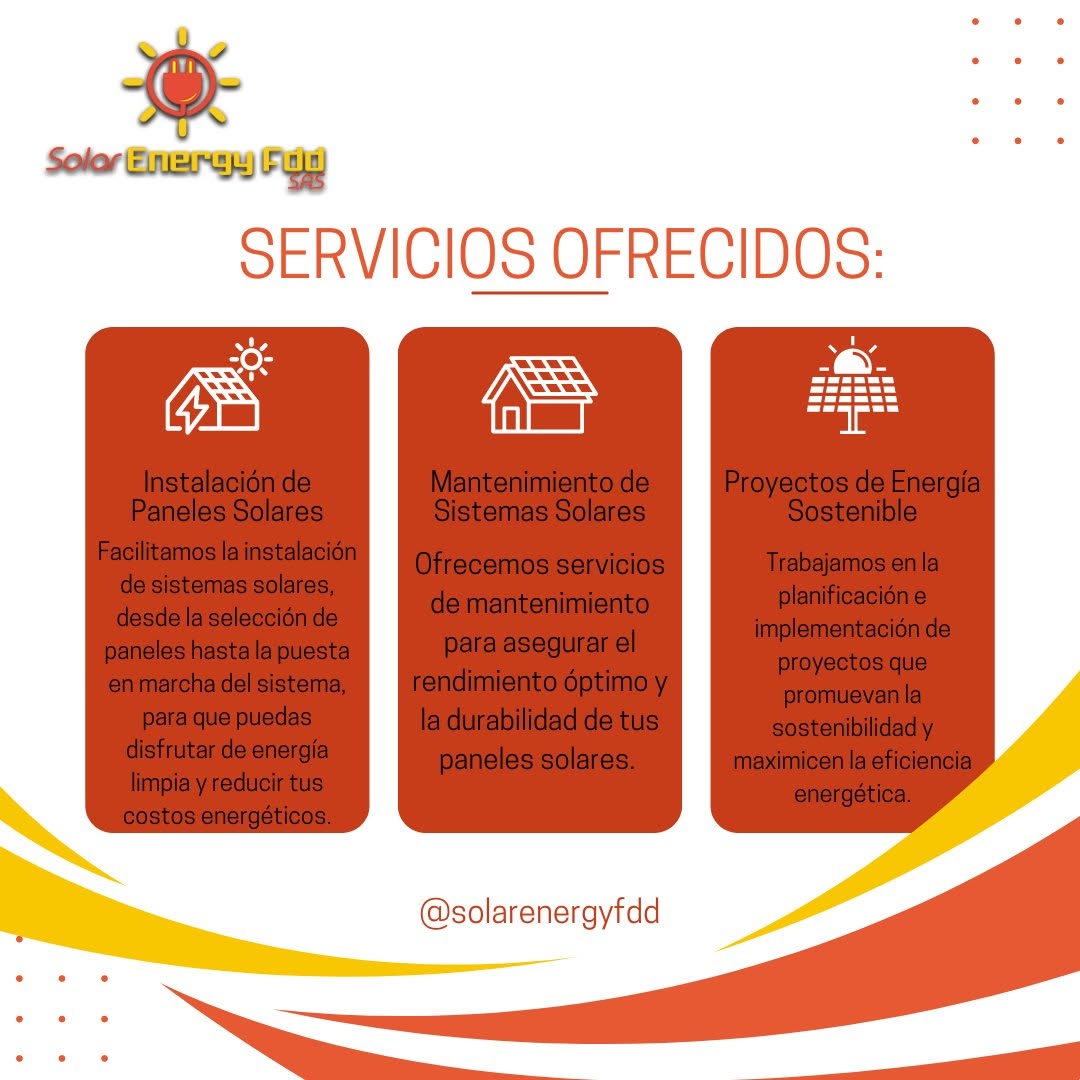 Solar Energy Fdd
SAS
SERVICIOS OFRECIDOS:
Instalación de
Paneles Solares
Facilitamos la instalación
de sistemas solares,
desde la selección de
paneles hasta la puesta
en marcha del sistema,
para que puedas
disfrutar de energía
limpia y reducir tus
costos energéticos.
Mantenimiento de
Sistemas Solares
Ofrecemos servicios
de mantenimiento
para asegurar el
rendimiento óptimo y
la durabilidad de tus
paneles solares.
Proyectos de Energía
Sostenible
Trabajamos en la
planificación e
implementación de
proyectos que
promuevan la
sostenibilidad y
maximicen la eficiencia
energética.
@solarenergyfdd